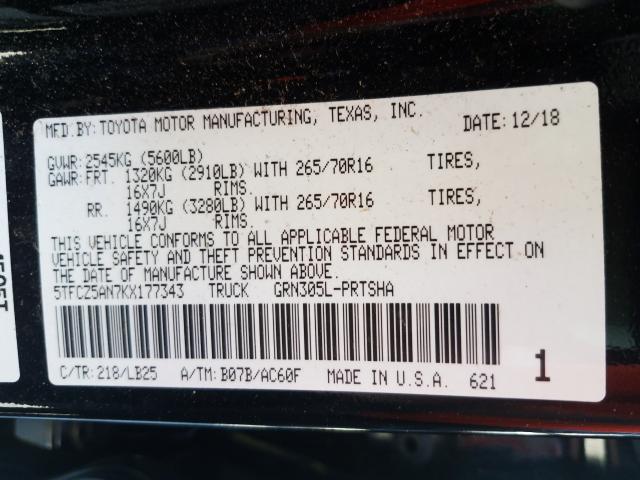 MFD.BY:TOYOTA MOTOR MANUFACTURING, TEXAS, INC. DATE:12/18
GVWR:2545KG (5600LB)
GAWR:FRT. 1320KG (2910LB) WITH 265/70R16 TIRES,
16X7J RIMS.
RR. 1490KG (3280LB) WITH 265/70R16 TIRES,
16X7J RIMS.
THIS VEHICLE CONFORMS TO ALL APPLICABLE FEDERAL MOTOR
VEHICLE SAFETY AND THEFT PREVENTION STANDARDS IN EFFECT ON
THE DATE OF MANUFACTURE SHOWN ABOVE.
5TFCZ5AN7KX177343 TRUCK GRN305L-PRTSHA
C/TR:218/LB25 A/TM:B07B/AC60F MADE IN U.S.A. 621 1